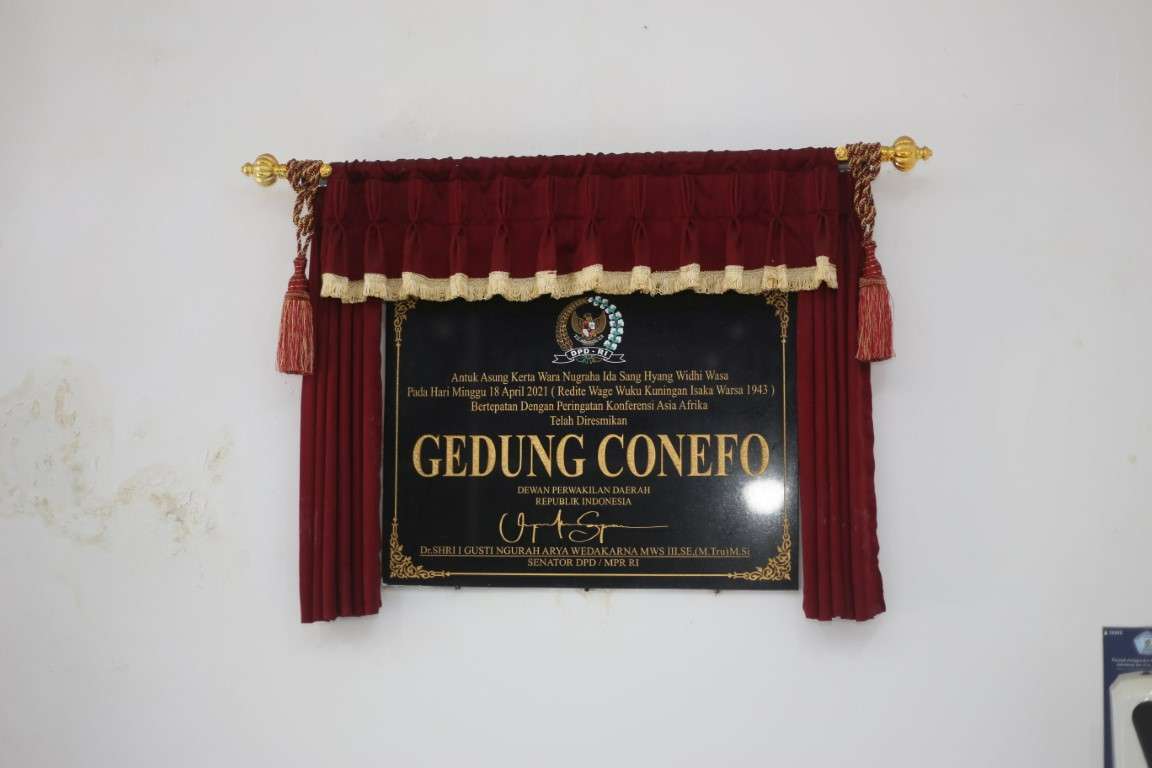 DPD - RI
Antuk Asung Kerta Wara Nugraha Ida Sang Hyang Widhi Wasa
Pada Hari Minggu 18 April 2021 ( Redite Wage Wuku Kuningan Isaka Warsa 1943 )
Bertepatan Dengan Peringatan Konferensi Asia Afrika
Telah Diresmikan
GEDUNG CONEFO
DEWAN PERWAKILAN DAERAH
REPUBLIK INDONESIA
Dr.SHRI I GUSTI NGURAH ARYA WEDAKARNA MWS III.SE,(M.Tru)M.Si
SENATOR DPD / MPR RI